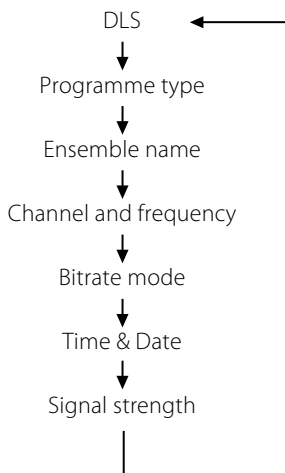 DLS
Programme type
Ensemble name
Channel and frequency
Bitrate mode
Time & Date
Signal strength